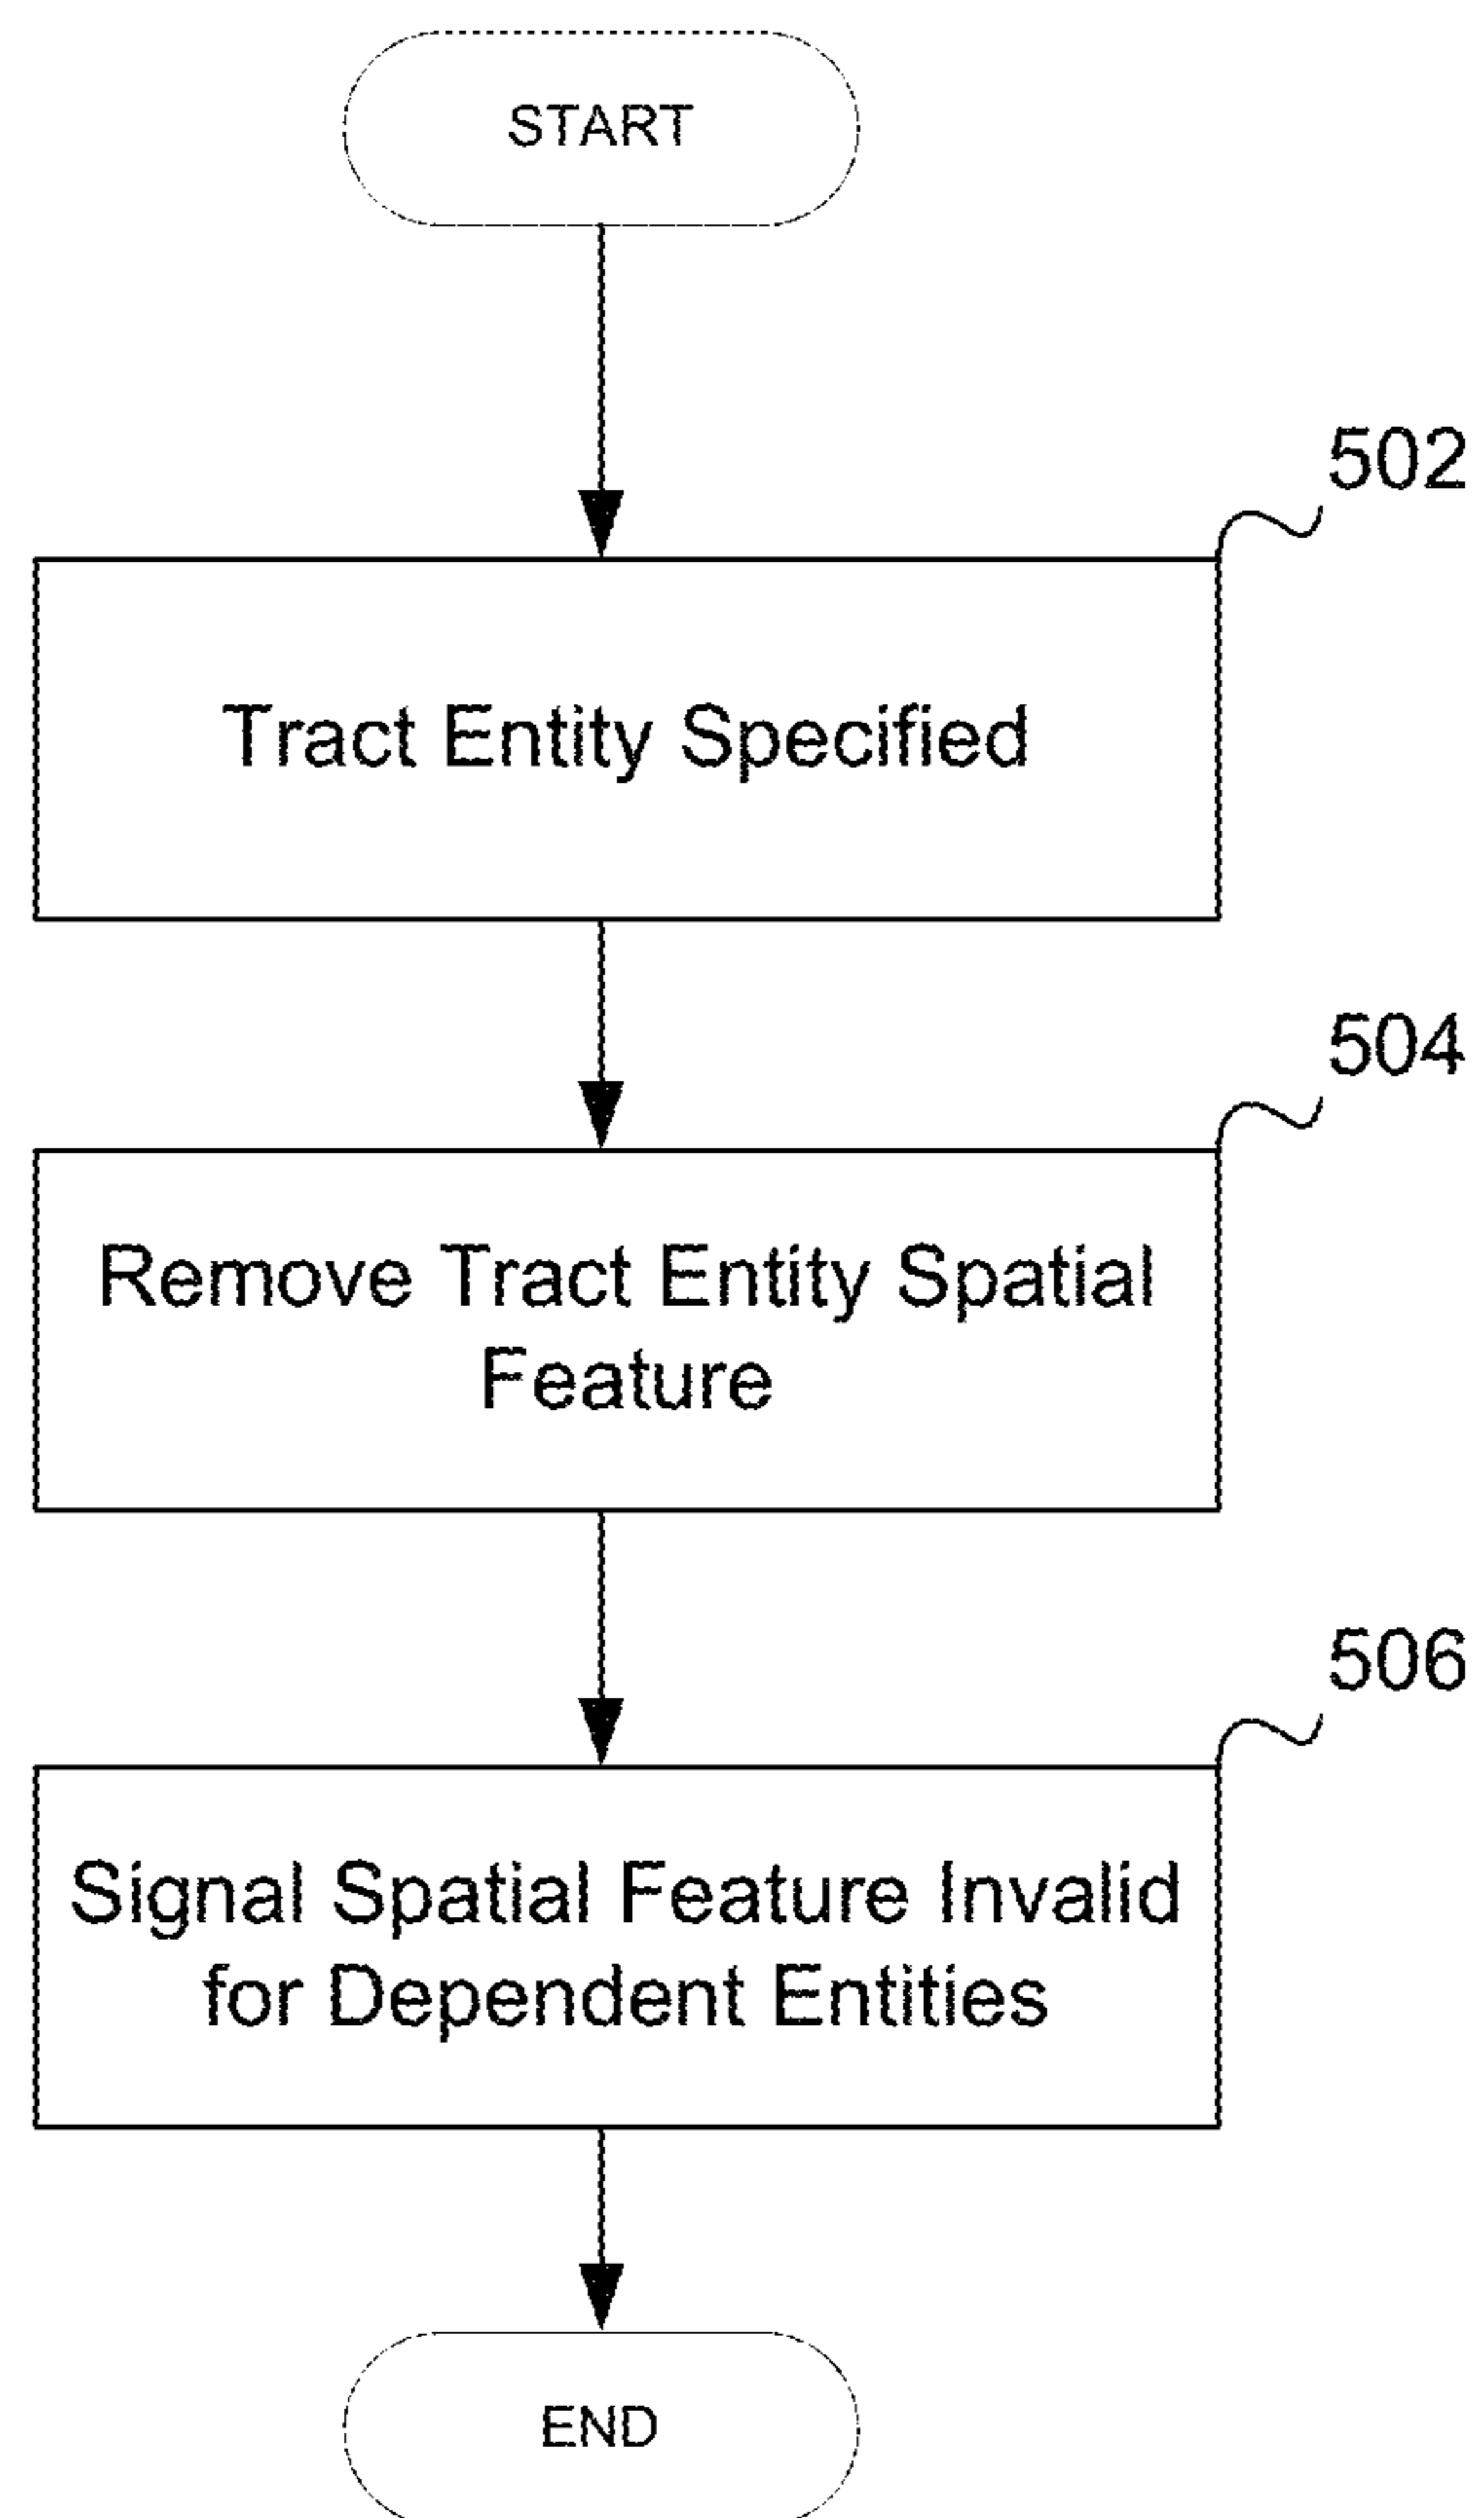 START
502
Tract Entity Specified
504
Remove Tract Entity Spatial
Feature
506
Signal Spatial Feature Invalid
for Dependent Entities
END